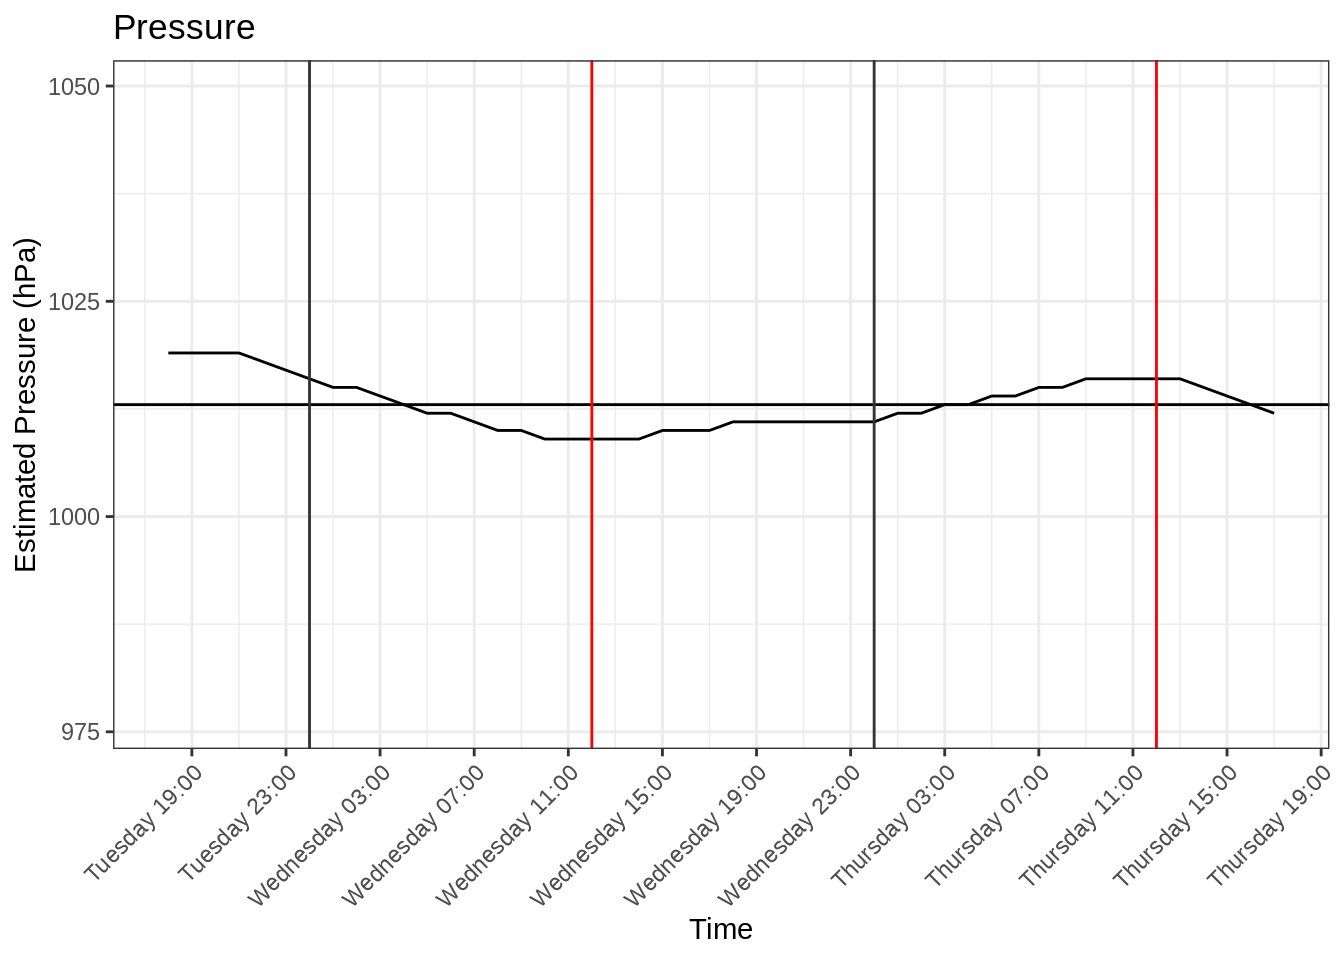 Pressure
Estimated Pressure (hPa)
1050
1025
1000
975
Tuesday 19:00
Tuesday 23:00
Wednesday 03:00
Wednesday 07:00
Wednesday 11:00
Wednesday 15:00
Wednesday 19:00
Wednesday 23:00
Thursday 03:00
Thursday 07:00
Thursday 11:00
Thursday 15:00
Thursday 19:00
Time